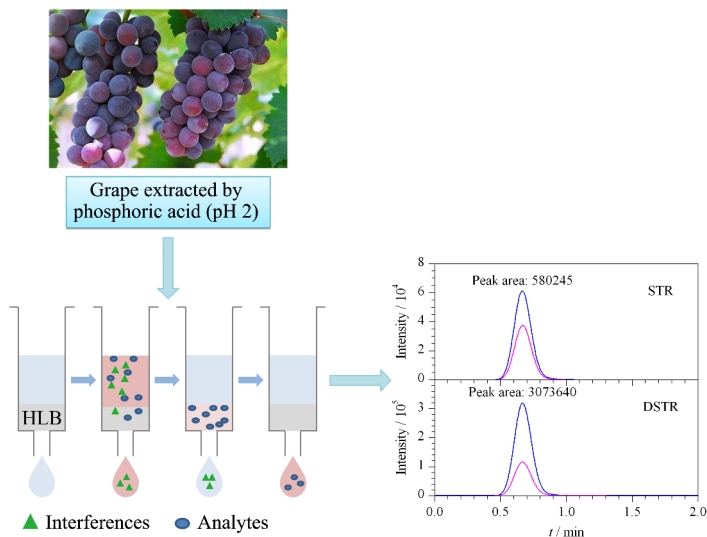 Grape extracted by
phosphoric acid (pH 2)
HLB
Interferences
Analytes
Peak area: 580245
STR
Intensity / 10⁴
8
6
4
2
0
Peak area: 3073640
DSTR
Intensity / 10⁵
3
2
1
0
0.0 0.5 1.0 1.5 2.0
t / min